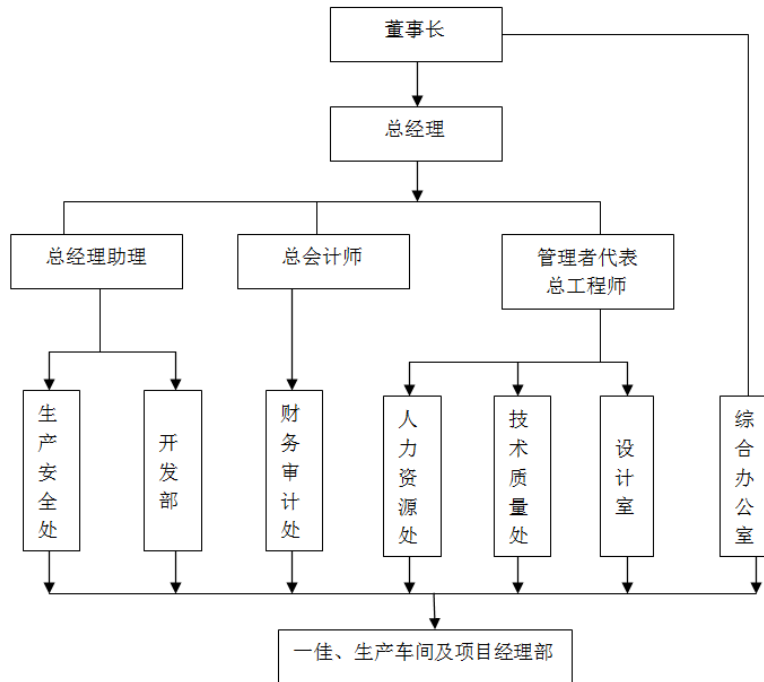 董事长
总经理
总经理助理
总会计师
管理者代表
总工程师
生产安全处
开发部
财务审计处
人力资源处
技术质量处
设计室
综合办公室
一佳、生产车间及项目经理部